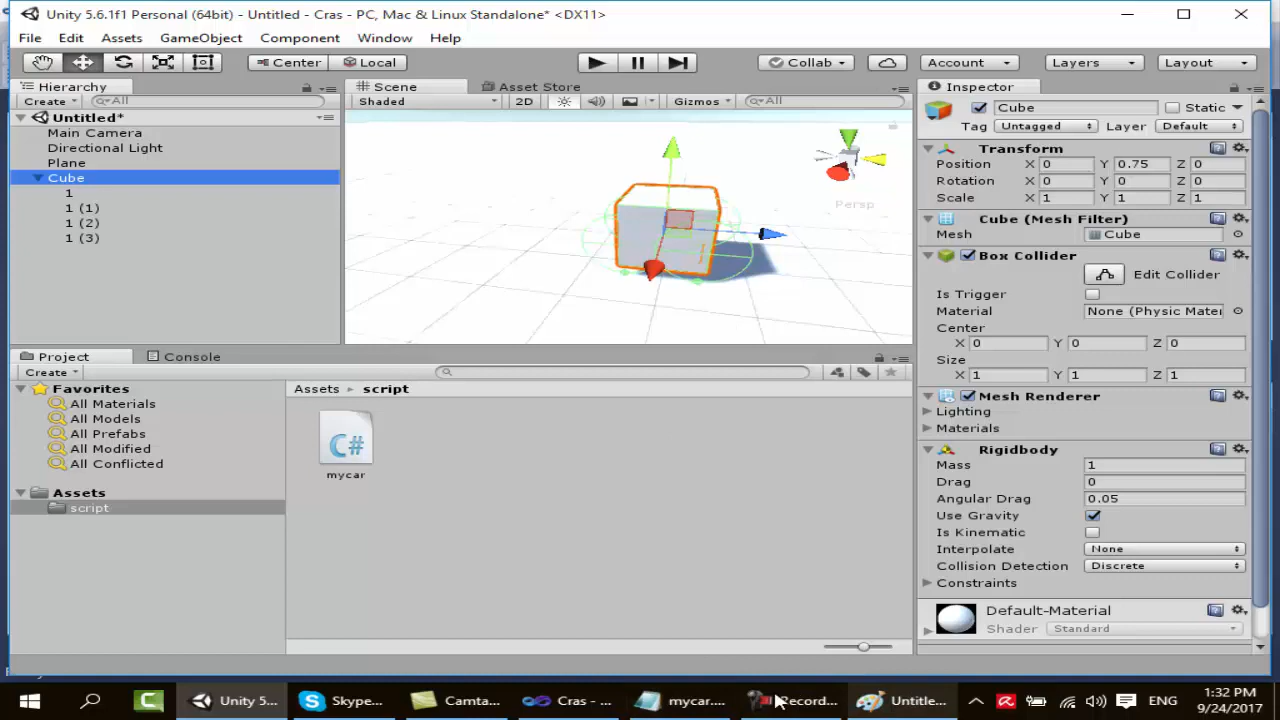 Unity 5.6.1f1 Personal (64bit) - Untitled - Cras - PC, Mac & Linux Standalone* <DX11>
File Edit Assets GameObject Component Window Help
Center Local Collab Account Layers Layout
Hierarchy
Create All
Untitled*
Main Camera
Directional Light
Plane
Cube
1
1 (1)
1 (2)
1 (3)
Scene Asset Store
Shaded 2D Gizmos All
Persp
Project Console
Create
Favorites
All Materials
All Models
All Prefabs
All Modified
All Conflicted
Assets
script
Assets script
C#
mycar
Inspector
Cube Static
Tag Untagged Layer Default
Transform
Position X 0 Y 0.75 Z 0
Rotation X 0 Y 0 Z 0
Scale X 1 Y 1 Z 1
Cube (Mesh Filter)
Mesh Cube
Box Collider
Edit Collider
Is Trigger
Material None (Physic Mater
Center
X 0 Y 0 Z 0
Size
X 1 Y 1 Z 1
Mesh Renderer
Lighting
Materials
Rigidbody
Mass 1
Drag 0
Angular Drag 0.05
Use Gravity
Is Kinematic
Interpolate None
Collision Detection Discrete
Constraints
Default-Material
Shader Standard
Unity 5... Skype... Camta... Cras - ... mycar.... Record... Untitle... ENG 1:32 PM
9/24/2017